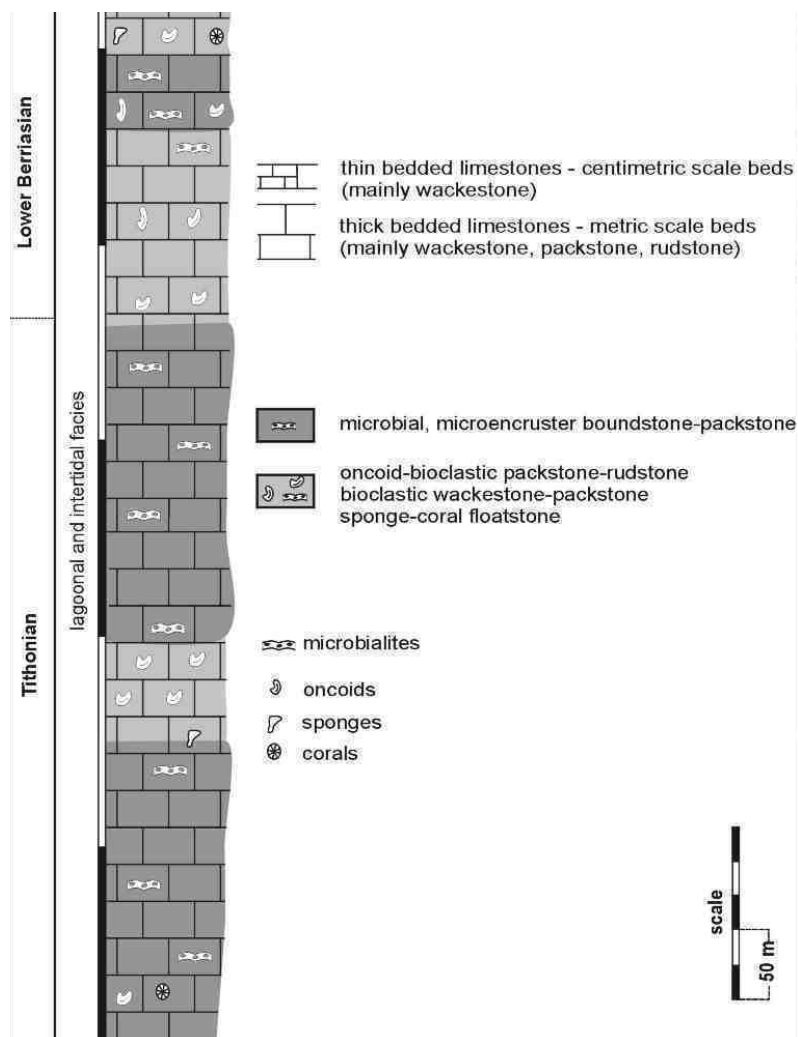 Lower Berriasian
Tithonian
lagoonal and intertidal facies
thin bedded limestones - centimetric scale beds
(mainly wackestone)
thick bedded limestones - metric scale beds
(mainly wackestone, packstone, rudstone)
microbial, microencruster boundstone-packstone
oncoid-bioclastic packstone-rudstone
bioclastic wackestone-packstone
sponge-coral floatstone
microbialites
oncoids
sponges
corals
scale
50 m